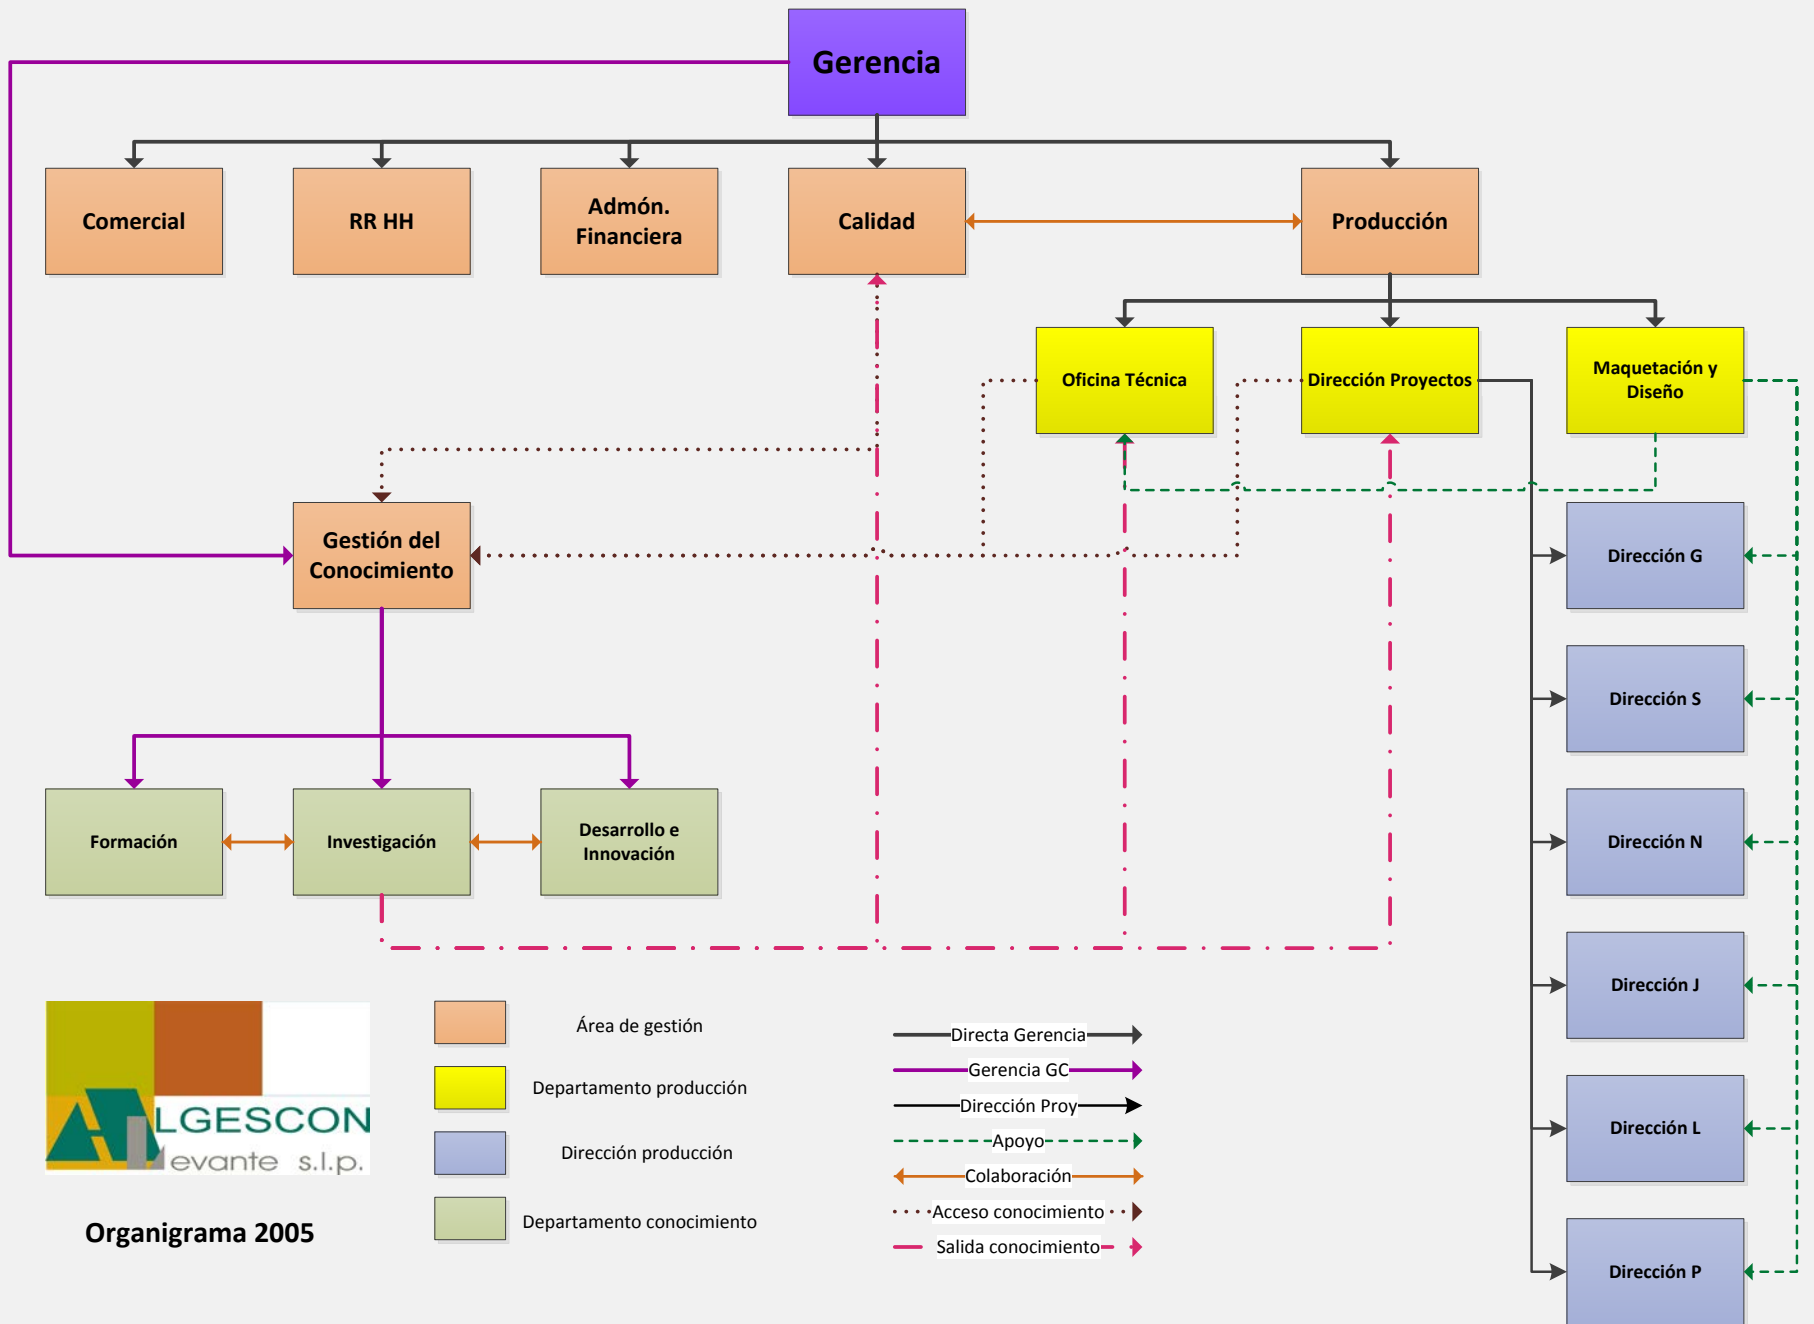 Gerencia
Comercial
RR HH
Admón.
Financiera
Calidad
Producción
Oficina Técnica
Dirección Proyectos
Maquetación y
Diseño
Gestión del
Conocimiento
Dirección G
Dirección S
Dirección N
Dirección J
Dirección L
Dirección P
Formación
Investigación
Desarrollo e
Innovación
ALGESCON
Levante s.l.p.
Organigrama 2005
Área de gestión
Departamento producción
Dirección producción
Departamento conocimiento
Directa Gerencia
Gerencia GC
Dirección Proy
Apoyo
Colaboración
Acceso conocimiento
Salida conocimiento